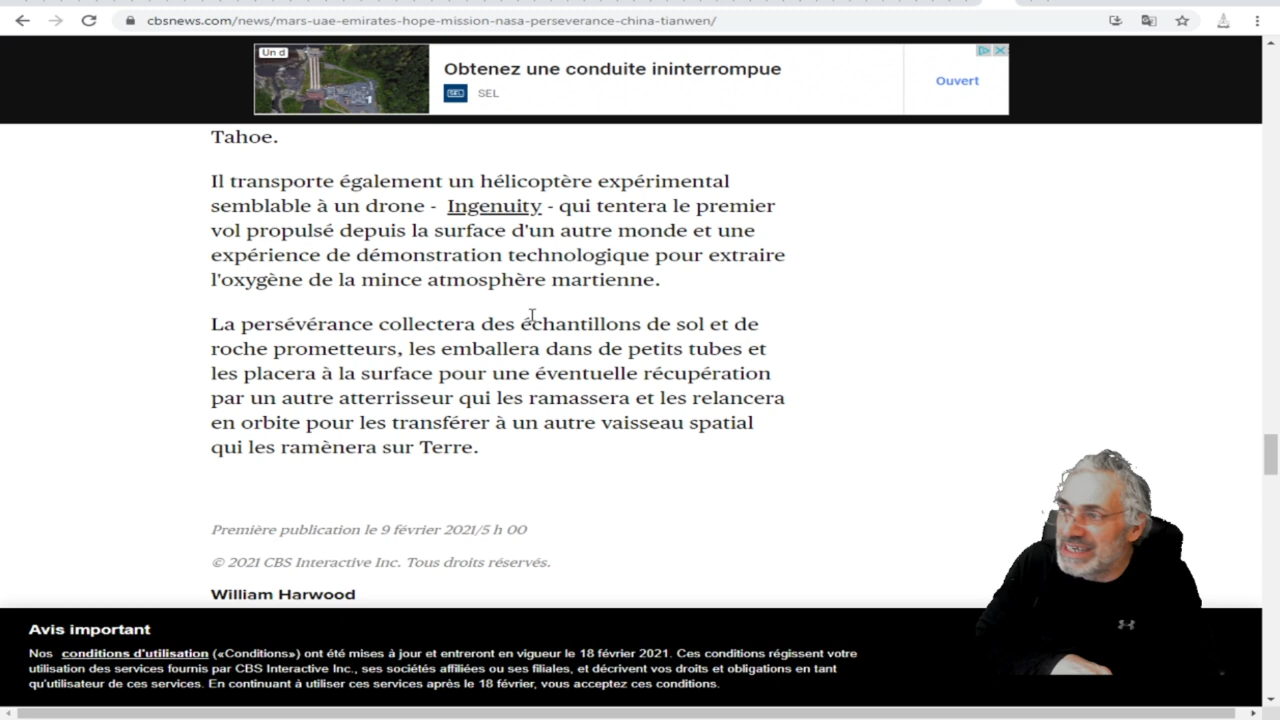 cbsnews.com/news/mars-uae-emirates-hope-mission-nasa-perseverance-china-tianwen/
Un d
Obtenez une conduite ininterrompue
SEL
SEL
Ouvert
Tahoe.
Il transporte également un hélicoptère expérimental
semblable à un drone - Ingenuity - qui tentera le premier
vol propulsé depuis la surface d'un autre monde et une
expérience de démonstration technologique pour extraire
l'oxygène de la mince atmosphère martienne.
La persévérance collectera des échantillons de sol et de
roche prometteurs, les emballera dans de petits tubes et
les placera à la surface pour une éventuelle récupération
par un autre atterrisseur qui les ramassera et les relancera
en orbite pour les transférer à un autre vaisseau spatial
qui les ramènera sur Terre.
Première publication le 9 février 2021/5 h 00
© 2021 CBS Interactive Inc. Tous droits réservés.
William Harwood
Avis important
Nos conditions d'utilisation («Conditions») ont été mises à jour et entreront en vigueur le 18 février 2021. Ces conditions régissent votre
utilisation des services fournis par CBS Interactive Inc., ses sociétés affiliées ou ses filiales, et décrivent vos droits et obligations en tant
qu'utilisateur de ces services. En continuant à utiliser ces services après le 18 février, vous acceptez ces conditions.